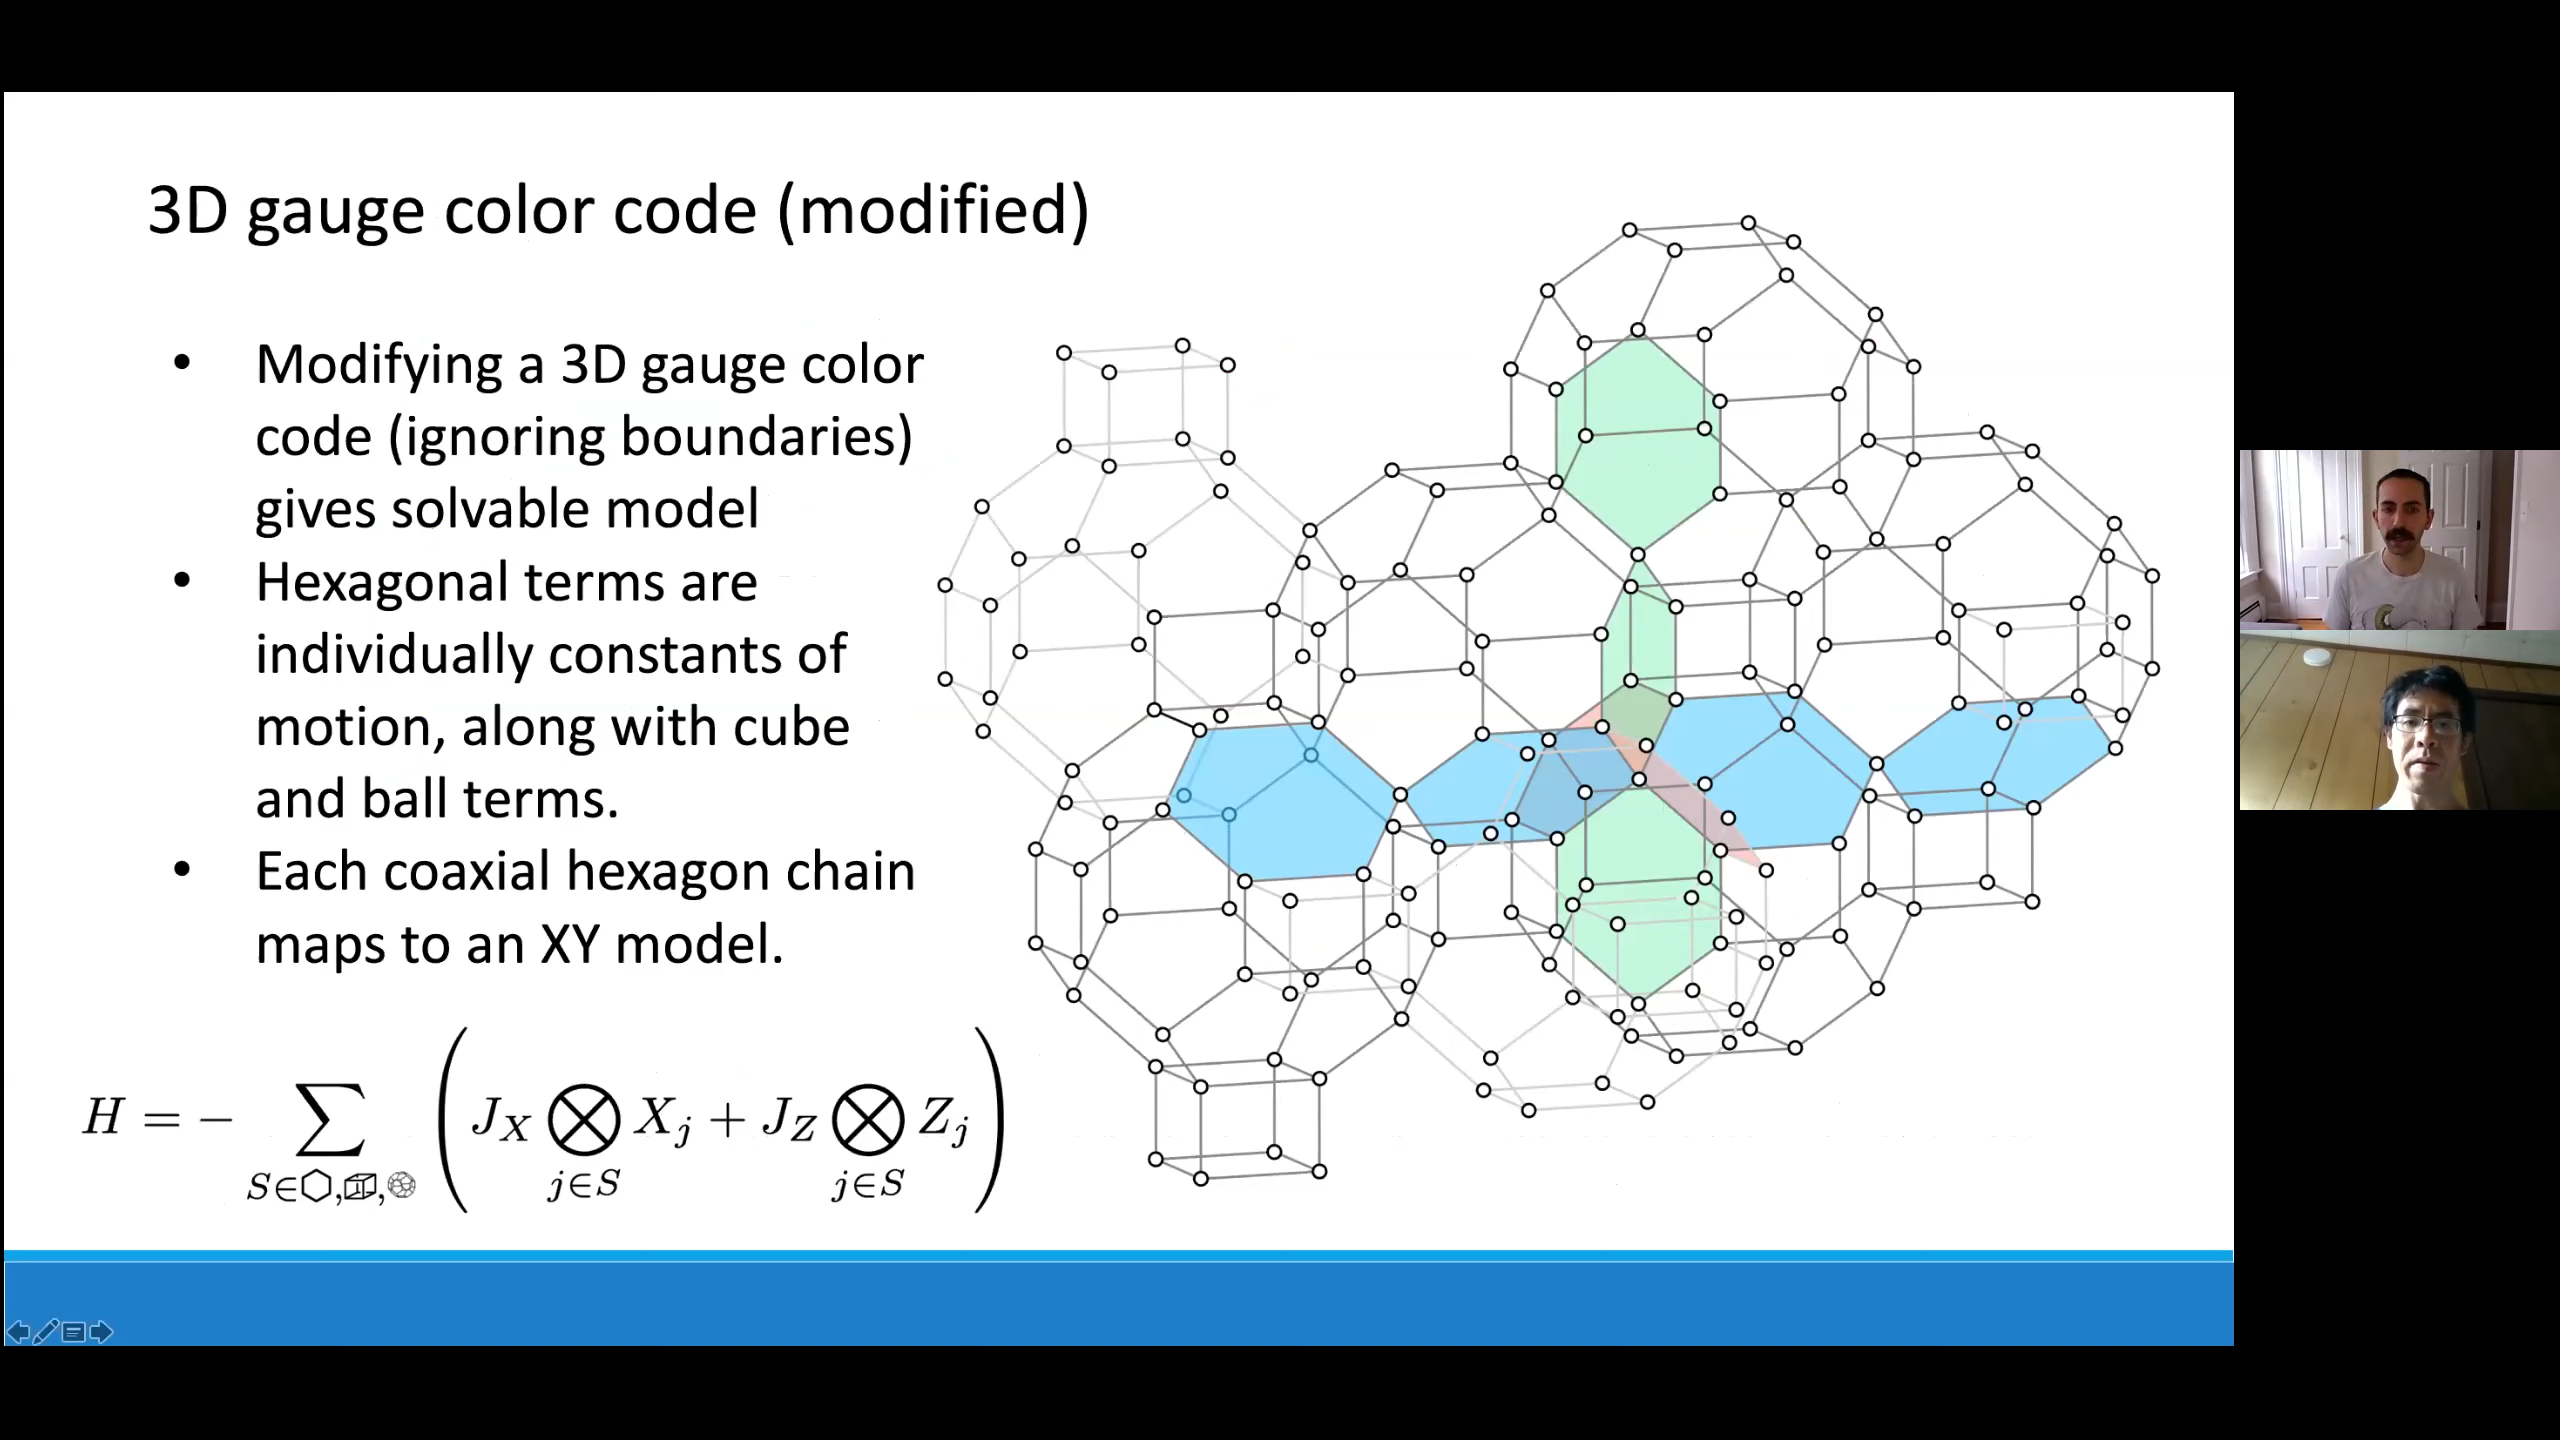 3D gauge color code (modified)
• Modifying a 3D gauge color
code (ignoring boundaries)
gives solvable model
• Hexagonal terms are
individually constants of
motion, along with cube
and ball terms.
• Each coaxial hexagon chain
maps to an XY model.
H = − ∑ ( J_X ⨂ X_j + J_Z ⨂ Z_j )
S∈⬡, , j∈S j∈S